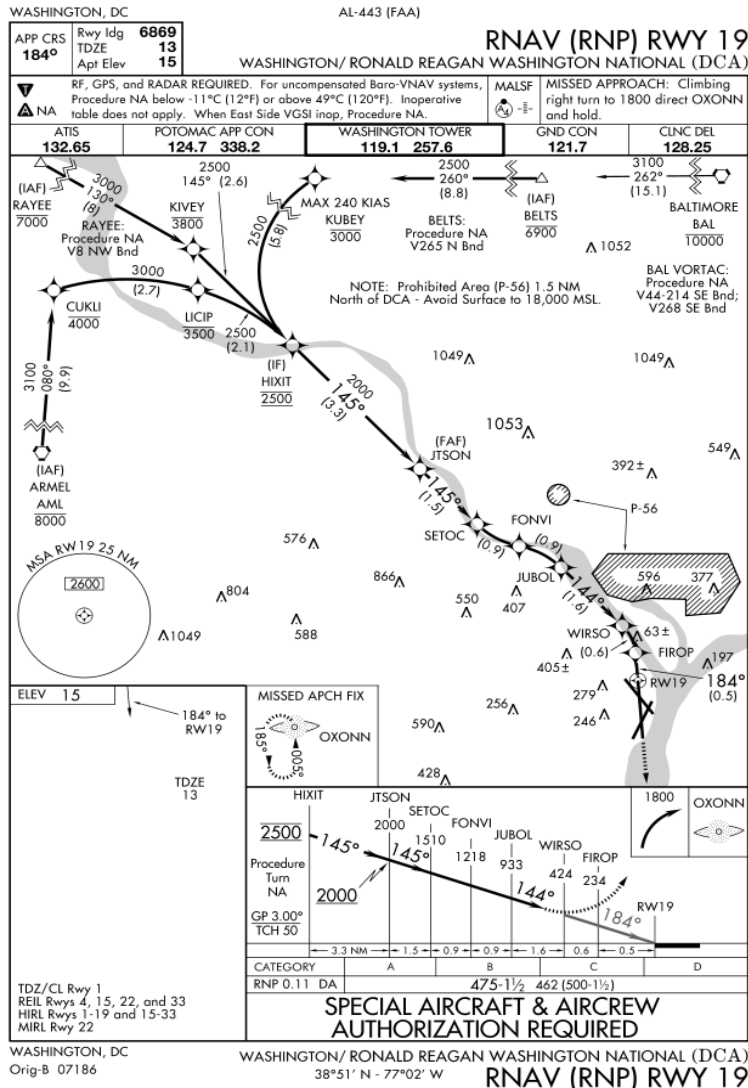 WASHINGTON, DC
AL-443 (FAA)
APP CRS
184°
Rwy ldg 6869
TDZE 13
Apt Elev 15
RNAV (RNP) RWY 19
WASHINGTON/ RONALD REAGAN WASHINGTON NATIONAL (DCA)
T
A NA
RF, GPS, and RADAR REQUIRED. For uncompensated Baro-VNAV systems,
Procedure NA below -11°C (12°F) or above 49°C (120°F). Inoperative
table does not apply. When East Side VGSI inop, Procedure NA.
MALSF
A4
MISSED APPROACH: Climbing
right turn to 1800 direct OXONN
and hold.
ATIS
132.65
POTOMAC APP CON
124.7 338.2
WASHINGTON TOWER
119.1 257.6
GND CON
121.7
CLNC DEL
128.25
(IAF)
RAYEE
7000
3000
130°
(8)
RAYEE:
Procedure NA
V8 NW Bnd
2500
145° (2.6)
KIVEY
3800
2500
(5.8)
MAX 240 KIAS
KUBEY
3000
2500
260°
(8.8)
(IAF)
BELTS
6900
BELTS:
Procedure NA
V265 N Bnd
3100
262°
(15.1)
BALTIMORE
BAL
10000
1052
BAL VORTAC:
Procedure NA
V44-214 SE Bnd;
V268 SE Bnd
NOTE: Prohibited Area (P-56) 1.5 NM
North of DCA - Avoid Surface to 18,000 MSL.
3000
(2.7)
CUKLI
4000
LICIP
3500
2500
(2.1)
(IF)
HIXIT
2500
3100
080°
(9.9)
(IAF)
ARMEL
AML
8000
2000
145°
(3.3)
1049
1049
1053
(FAF)
JTSON
549
392±
145°
(1.5)
P-56
SETOC
FONVI
(0.9)
(0.9)
JUBOL
MSA RW19 25 NM
2600
576
804
866
550
407
588
1049
596
377
144°
(1.6)
WIRSO
63±
(0.6)
FIROP
405±
197
RW19
184°
(0.5)
279
246
256
590
428
ELEV 15
184° to
RW19
TDZE
13
MISSED APCH FIX
OXONN
185°
005°
HIXIT
JTSON
2000
SETOC
1510
FONVI
1218
JUBOL
933
WIRSO
424
FIROP
234
RW19
1800
OXONN
2500
145°
145°
144°
184°
Procedure
Turn
NA
2000
GP 3.00°
TCH 50
3.3 NM
1.5
0.9
0.9
1.6
0.6
0.5
CATEGORY A B C D
RNP 0.11 DA 475-1½ 462 (500-1½)
SPECIAL AIRCRAFT & AIRCREW
AUTHORIZATION REQUIRED
TDZ/CL Rwy 1
REIL Rwys 4, 15, 22, and 33
HIRL Rwys 1-19 and 15-33
MIRL Rwy 22
WASHINGTON, DC
Orig-B 07186
WASHINGTON/ RONALD REAGAN WASHINGTON NATIONAL (DCA)
38°51' N - 77°02' W
RNAV (RNP) RWY 19